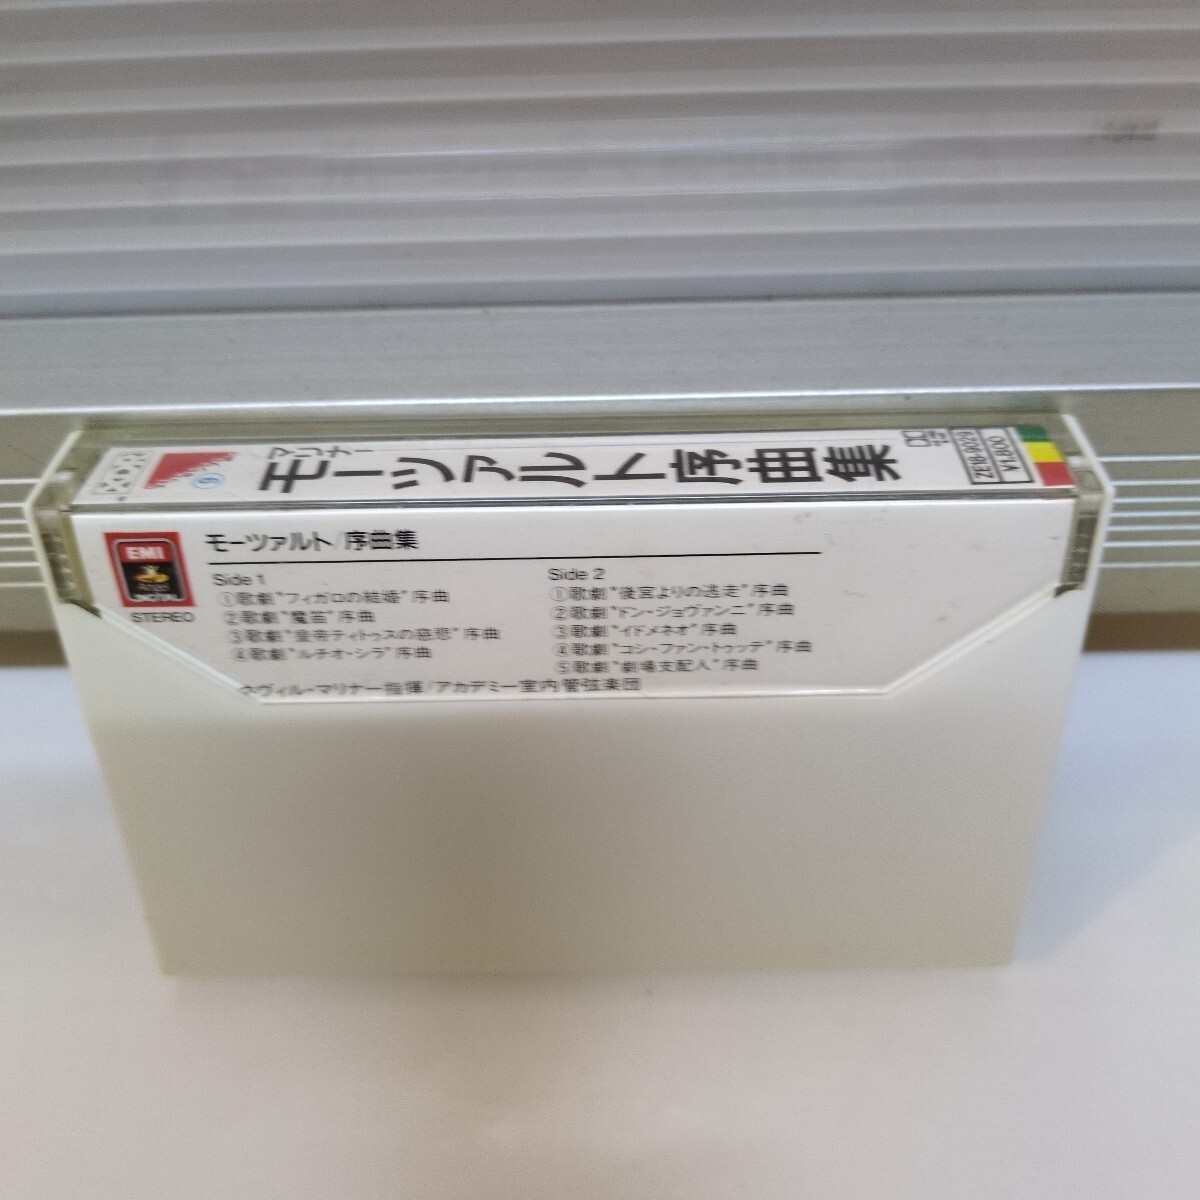 マリナー
モーツァルト序曲集
ZE18-9029
¥1,800
EMI
STEREO
モーツァルト/序曲集
Side 1
①歌劇"フィガロの結婚"序曲
②歌劇"魔笛"序曲
③歌劇"皇帝ティトゥスの慈悲"序曲
④歌劇"ルチオ・シラ"序曲
Side 2
①歌劇"後宮よりの逃走"序曲
②歌劇"ドン・ジョヴァンニ"序曲
③歌劇"イドメネオ"序曲
④歌劇"コシ・ファン・トゥッテ"序曲
⑤歌劇"劇場支配人"序曲
ネヴィル・マリナー指揮/アカデミー室内管弦楽団